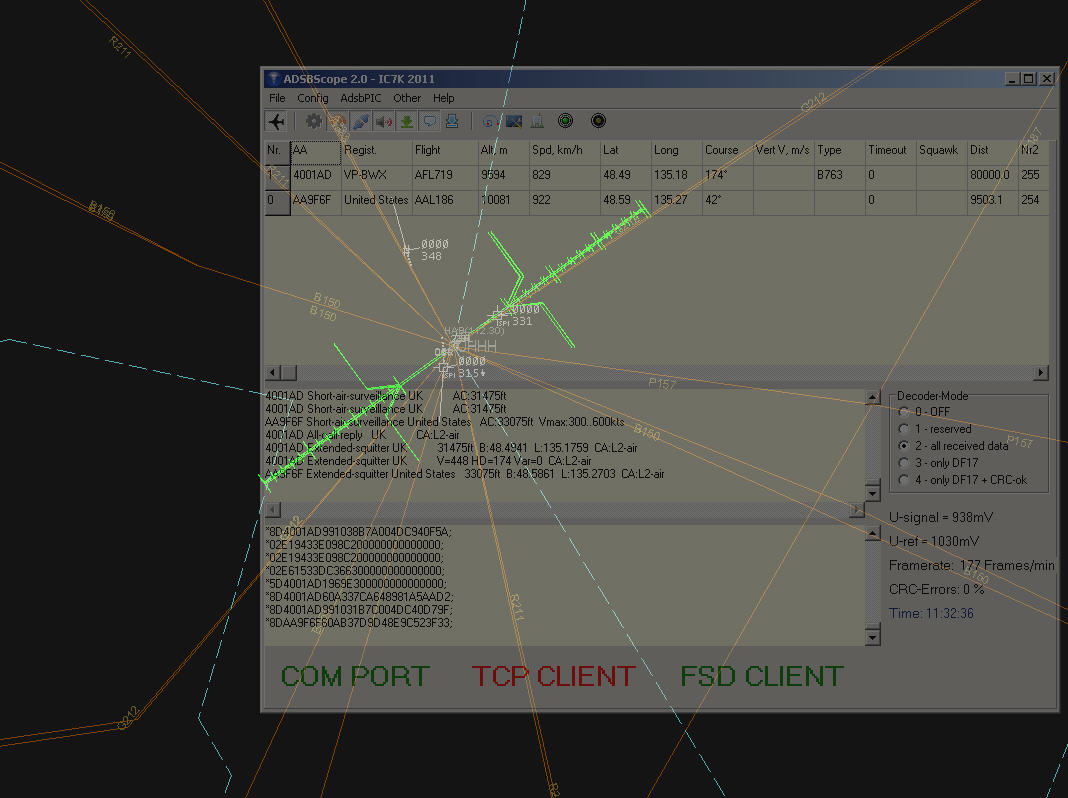 R211
ADSBScope 2.0 - IC7K 2011
File Config AdsbPIC Other Help
G212
Nr. AA Regist. Flight Alt, m Spd, km/h Lat Long Course Vert V, m/s Type Timeout Squawk Dist Nr2
R211
1 4001AD VP-BWX AFL719 9594 829 48.49 135.18 174° B763 0 80000.0 255
0 AA9F6F United States AAL186 10081 922 48.59 135.27 42° 0 9503.1 254
B150
0000
348
B150
B150
0000
SPI 331
0000
SPI 315
P157
B150
P157
4001AD Short-air-surveillance UK AC:31475ft
4001AD Short-air-surveillance UK AC:31475ft
AA9F6F Short-air-surveillance United States AC:33075ft Vmax:300..600kts
4001AD All-call reply UK CA:L2-air
4001AD Extended-squitter UK 31475ft B:48.4941 L:135.1759 CA:L2-air
4001AD Extended-squitter UK V=448 HD=174 Var=0 CA:L2-air
AA9F6F Extended-squitter United States 33075ft B:48.5861 L:135.2703 CA:L2-air
Decoder-Mode
0 - OFF
1 - reserved
2 - all received data
3 - only DF17
4 - only DF17 + CRC-ok
*8D4001AD991038B7A004DC940F5A;
*02E19433E098C200000000000000;
*02E19433E098C200000000000000;
*02E61533DC366300000000000000;
*5D4001AD1969E300000000000000;
*8D4001AD60A337CA648981A5AAD2;
*8D4001AD991031B7C004DC40D79F;
*8DAA9F6F60AB37D9D48E9C523F33;
U-signal = 938mV
U-ref = 1030mV
Framerate: 177 Frames/min
CRC-Errors: 0 %
Time: 11:32:36
R211
COM PORT TCP CLIENT FSD CLIENT
G212